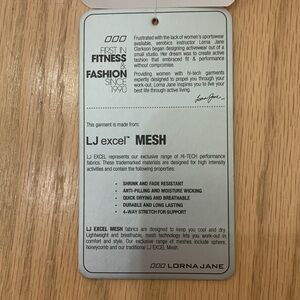 FIRST IN
FITNESS
&
FASHION
SINCE
1990
Frustrated with the lack of women's sportswear
available, aerobics instructor Lorna Jane
Clarkson began designing activewear out of a
small studio. Her dream was to create active
fashion that embraced fit & performance
without compromise.
Providing women with hi-tech garments
expertly designed to propel you through your
work-out, Lorna Jane inspires you to live your
best life through active living.
Lorna Jane
This garment is made from:
LJ excel™ MESH
LJ EXCEL represents our exclusive range of HI-TECH performance
fabrics. These trademarked materials are designed for high intensity
activities and contain the following properties:
• SHRINK AND FADE RESISTANT
• ANTI-PILLING AND MOISTURE WICKING
• QUICK DRYING AND BREATHABLE
• DURABLE AND LONG LASTING
• 4-WAY STRETCH FOR SUPPORT
LJ EXCEL MESH fabrics are designed to keep you cool and dry.
Lightweight and breathable, mesh technology lets you work-out in
comfort and style. Our exclusive range of meshes include sphere,
honeycomb and our traditional LJ EXCEL Mesh.
LORNA JANE